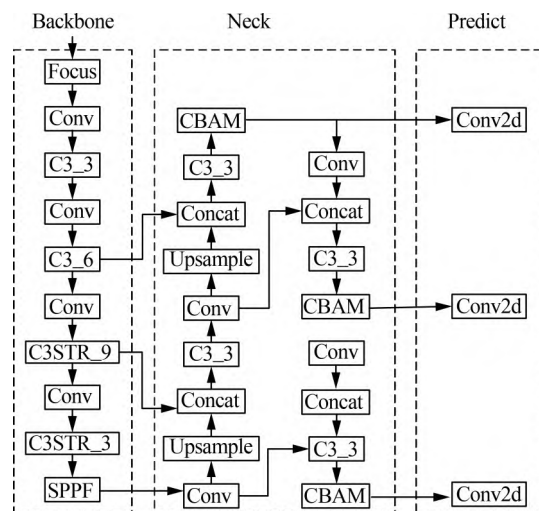 Backbone
Neck
Predict
Focus
Conv
C3_3
Conv
C3_6
Conv
C3STR_9
Conv
C3STR_3
SPPF
CBAM
C3_3
Concat
Upsample
Conv
C3_3
Concat
Upsample
Conv
Conv
Concat
C3_3
CBAM
Conv
Concat
C3_3
CBAM
Conv2d
Conv2d
Conv2d